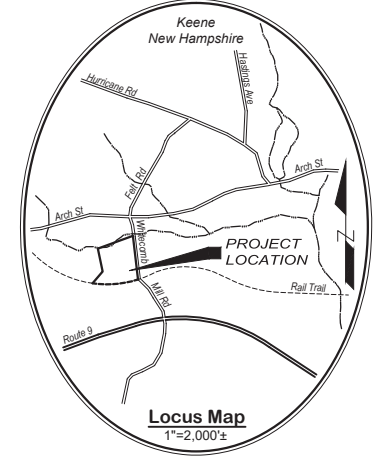 Keene
New Hampshire
Hastings Ave
Hurricane Rd
Felt Rd
Arch St
Arch St
Whitcomb
PROJECT
LOCATION
N
Mill Rd
Rail Trail
Route 9
Locus Map
1"=2,000'±